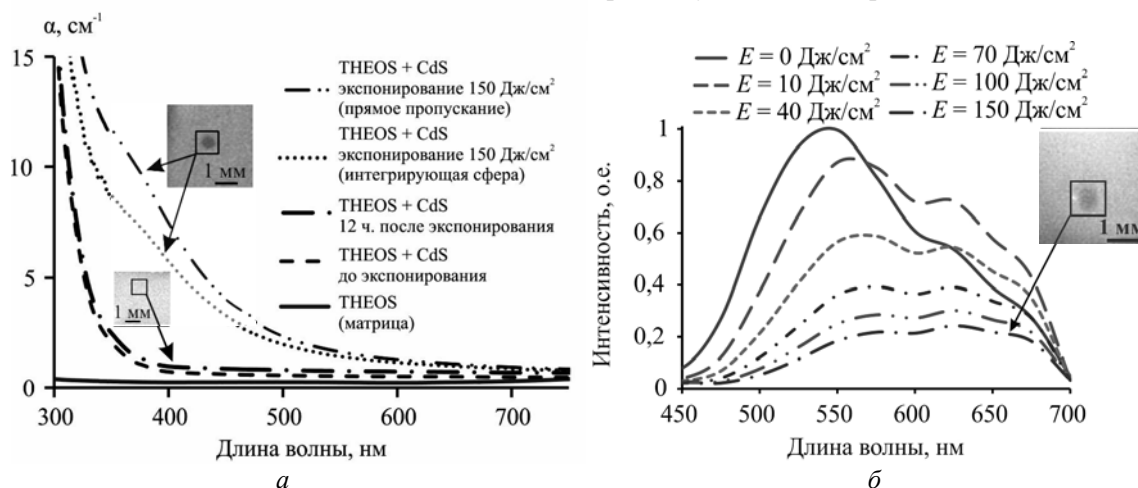 α, см⁻¹
15
10
5
0
300
400
500
600
700
Длина волны, нм
THEOS + CdS
экспонирование 150 Дж/см²
(прямое пропускание)
THEOS + CdS
экспонирование 150 Дж/см²
(интегрирующая сфера)
THEOS + CdS
12 ч. после экспонирования
THEOS + CdS
до экспонирования
THEOS
(матрица)
1 мм
1 мм
а
E = 0 Дж/см²
E = 70 Дж/см²
E = 10 Дж/см²
E = 100 Дж/см²
E = 40 Дж/см²
E = 150 Дж/см²
Интенсивность, о.е.
1
0,8
0,6
0,4
0,2
0
450
500
550
600
650
700
Длина волны, нм
1 мм
б